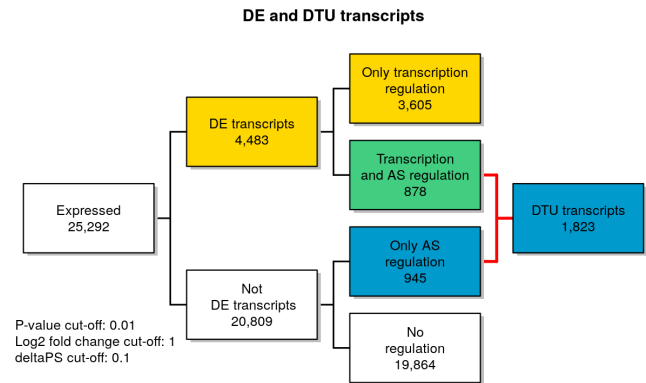 DE and DTU transcripts
Only transcription
regulation
3,605
DE transcripts
4,483
Transcription
and AS regulation
878
Expressed
25,292
DTU transcripts
1,823
Only AS
regulation
945
Not
DE transcripts
20,809
No
regulation
19,864
P-value cut-off: 0.01
Log2 fold change cut-off: 1
deltaPS cut-off: 0.1